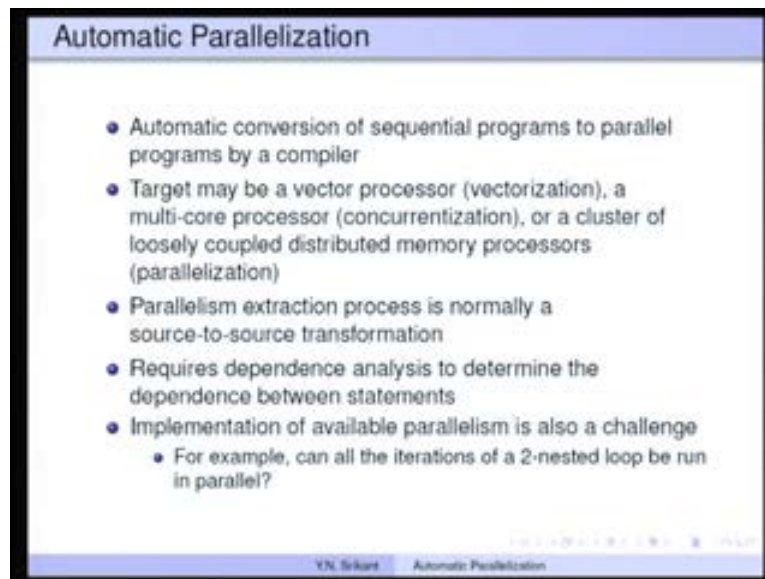 Automatic Parallelization
Automatic conversion of sequential programs to parallel
programs by a compiler
Target may be a vector processor (vectorization), a
multi-core processor (concurrentization), or a cluster of
loosely coupled distributed memory processors
(parallelization)
Parallelism extraction process is normally a
source-to-source transformation
Requires dependence analysis to determine the
dependence between statements
Implementation of available parallelism is also a challenge
For example, can all the iterations of a 2-nested loop be run
in parallel?
Y.N. Srikant Automatic Parallelization